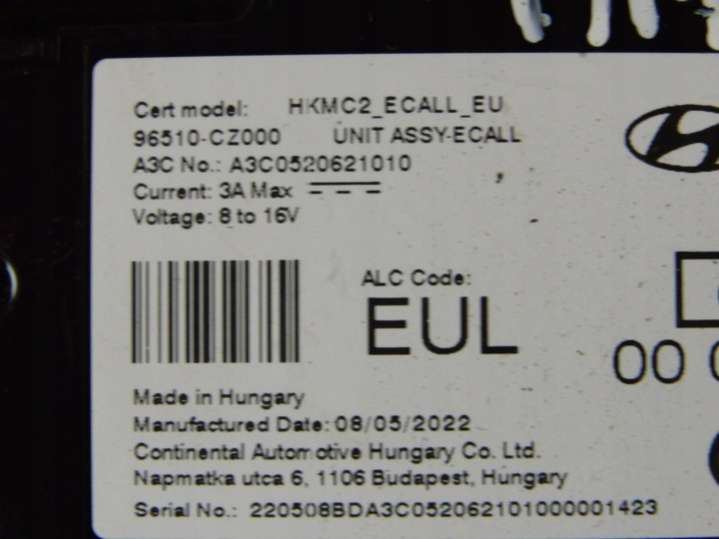 Cert model: HKMC2_ECALL_EU
96510-CZ000 UNIT ASSY-ECALL
A3C No.: A3C0520621010
Current: 3A Max
Voltage: 8 to 16V
ALC Code:
EUL
00
Made in Hungary
Manufactured Date: 08/05/2022
Continental Automotive Hungary Co. Ltd.
Napmatka utca 6, 1106 Budapest, Hungary
Serial No.: 220508BDA3C052062101000001423